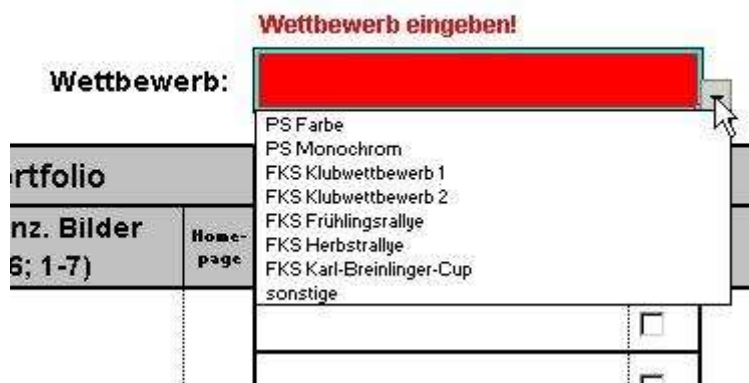 Wettbewerb eingeben!
Wettbewerb:
PS Farbe
PS Monochrom
FKS Klubwettbewerb 1
FKS Klubwettbewerb 2
FKS Frühlingsrallye
FKS Herbstrallye
FKS Karl-Breinlinger-Cup
sonstige
rtfolio
nz. Bilder
6; 1-7)
Home-
page